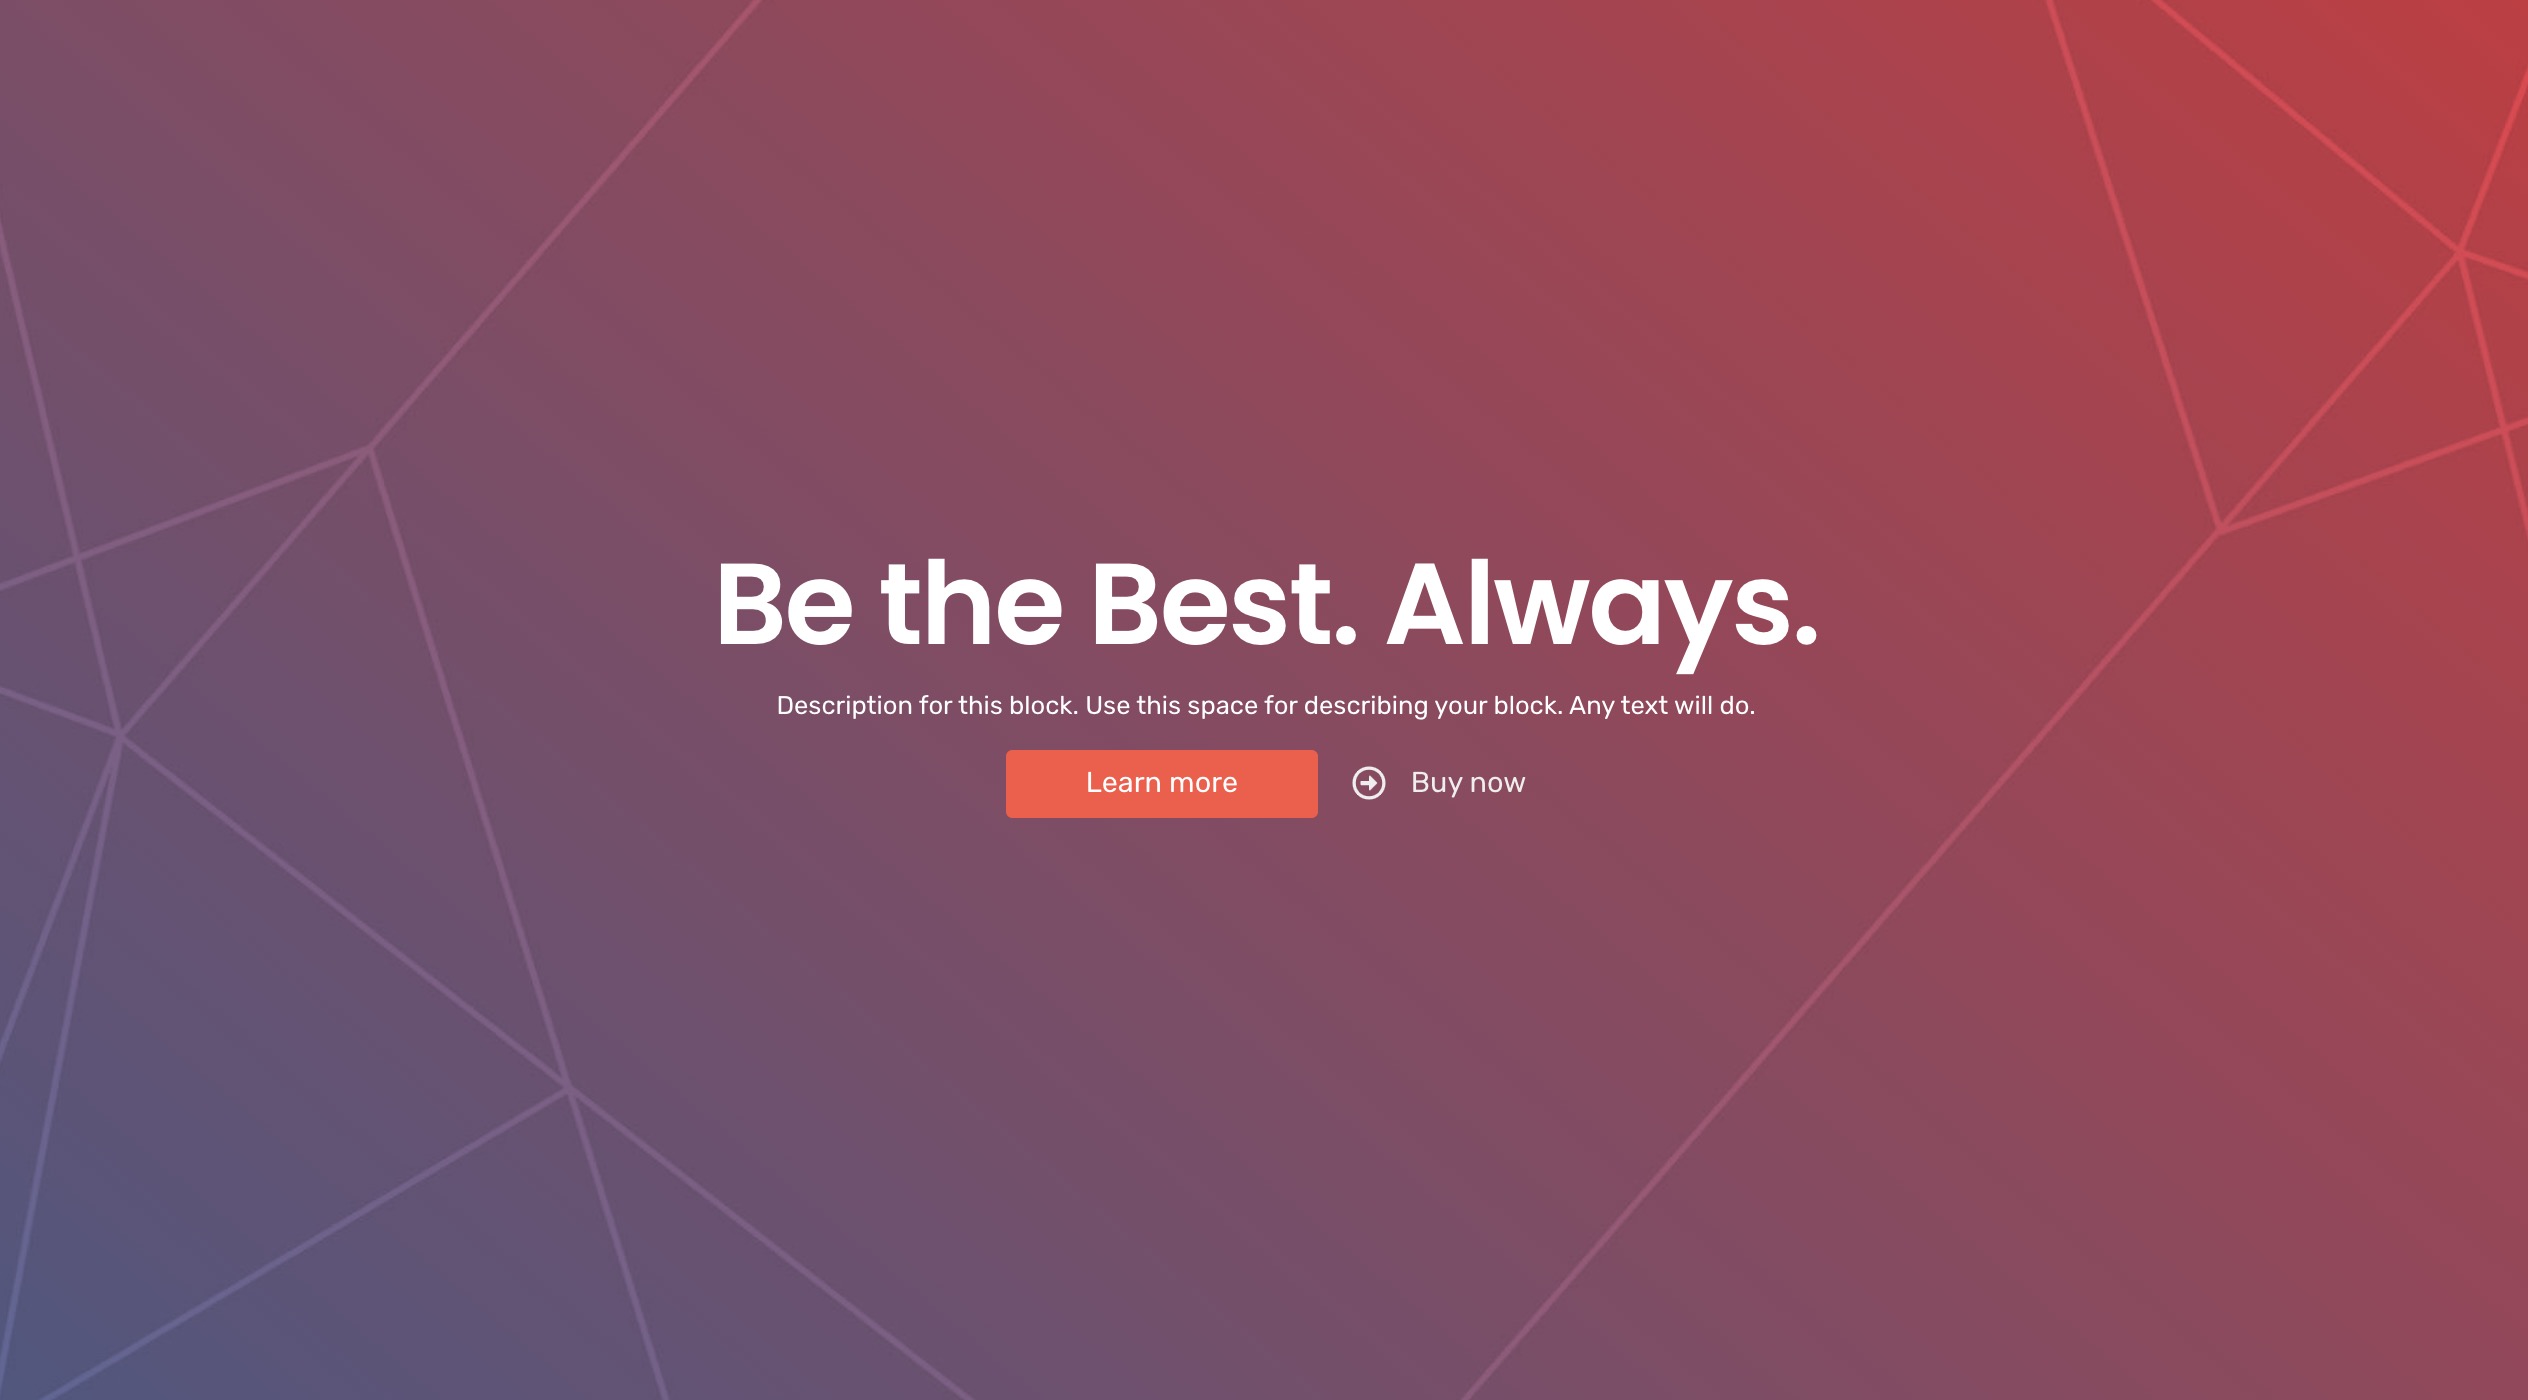 Be the Best. Always.
Description for this block. Use this space for describing your block. Any text will do.
Learn more
Buy now